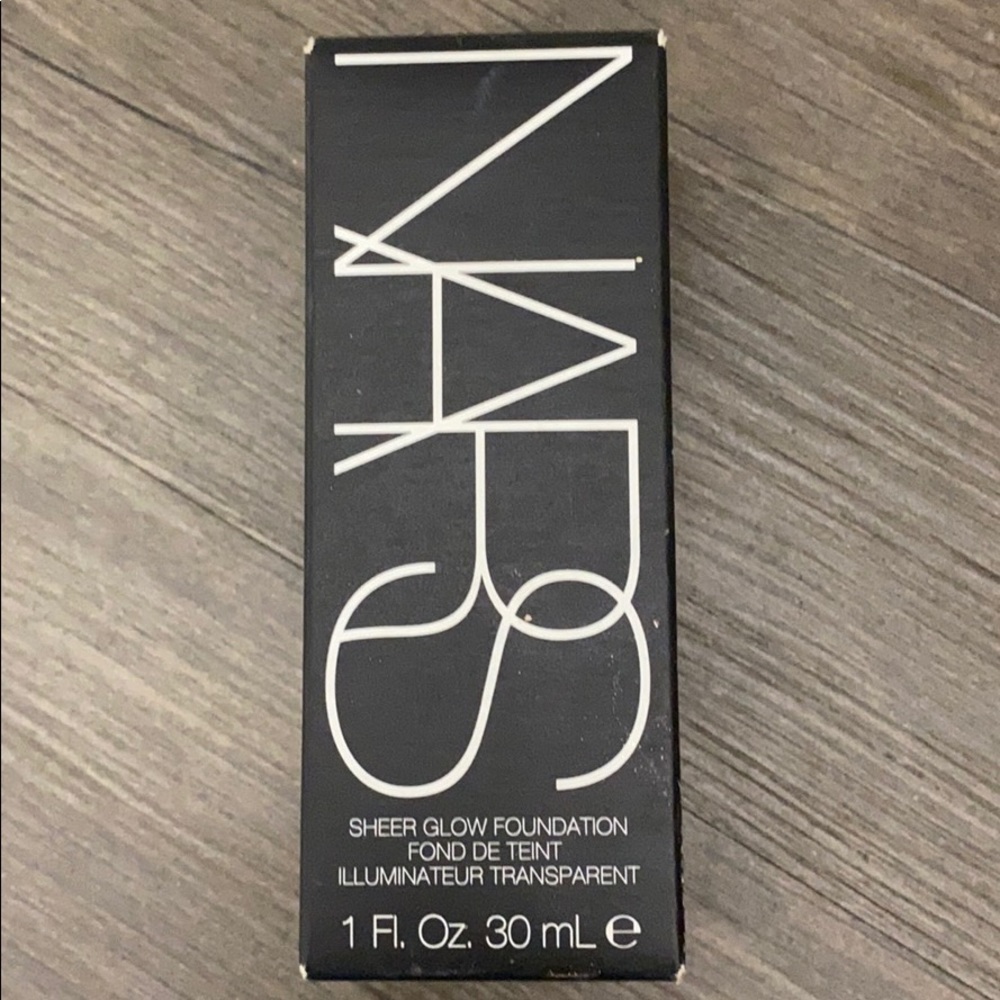 NARS
SHEER GLOW FOUNDATION
FOND DE TEINT
ILLUMINATEUR TRANSPARENT
1 Fl. Oz. 30 mL ℮